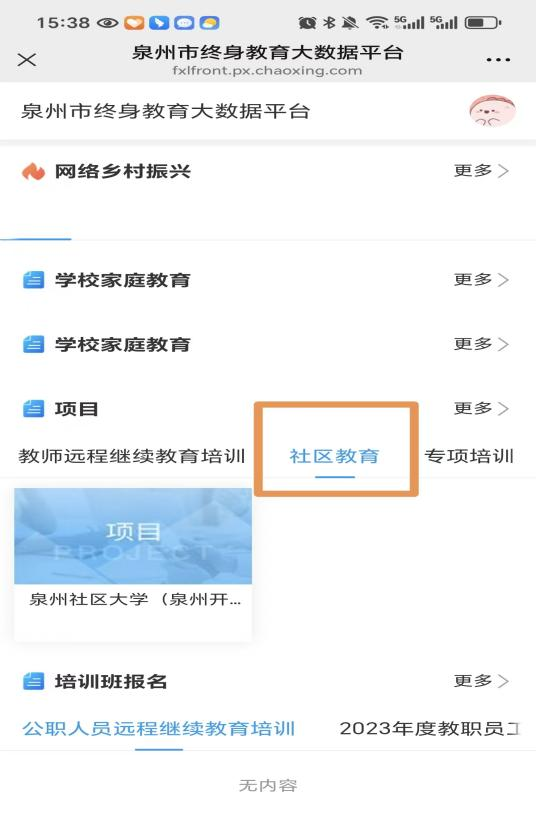 15:38
5G 5G
泉州市终身教育大数据平台
fxlfront.px.chaoxing.com
泉州市终身教育大数据平台
网络乡村振兴 更多
学校家庭教育 更多
学校家庭教育 更多
项目 更多
教师远程继续教育培训 社区教育 专项培训
项目
PROJECT
泉州社区大学（泉州开...
培训班报名 更多
公职人员远程继续教育培训 2023年度教职员工
无内容